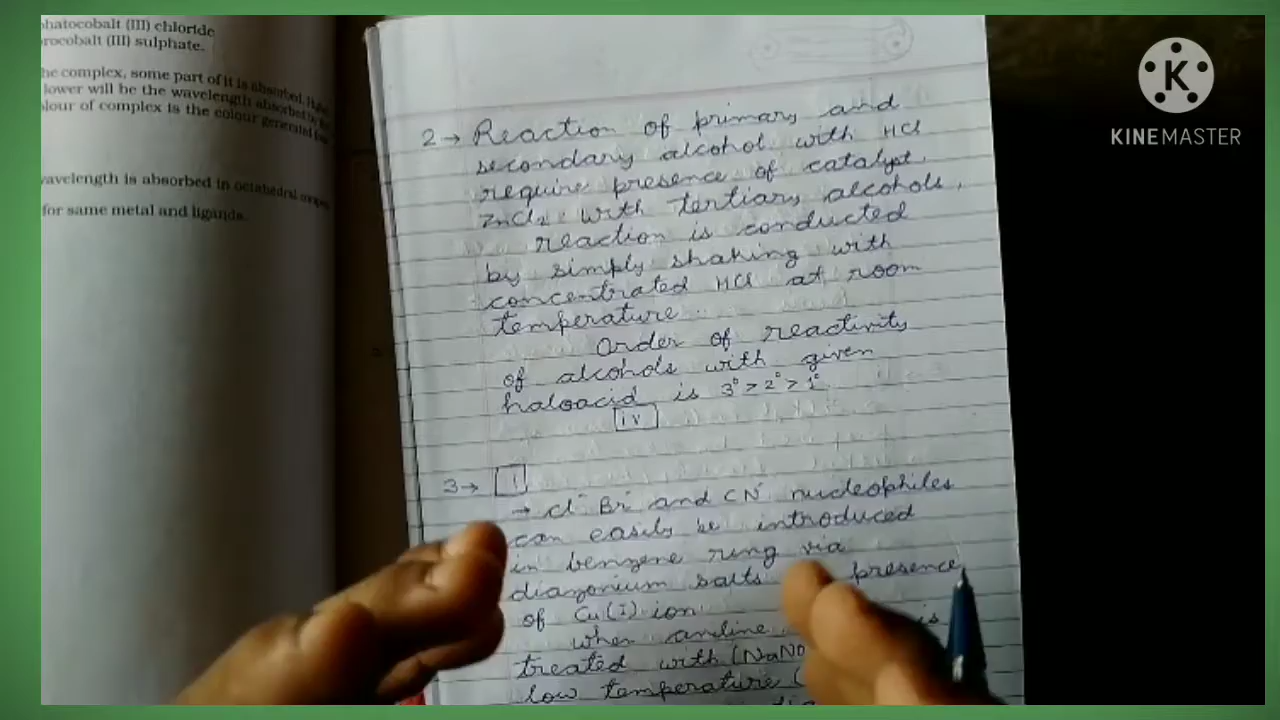 phatocobalt (III) chloride
rocobalt (III) sulphate.
he complex, some part of it is absorbed.
lower will be the wavelength absorbed by
lour of complex is the colour generated
wavelength is absorbed in octahedral
for same metal and ligands.
2→ Reaction of primary and
secondary alcohol with HCl
require presence of catalyst,
ZnCl2. with tertiary alcohols,
reaction is conducted
by simply shaking with
concentrated HCl at room
temperature.
Order of reactivity
of alcohols with given
haloacid is 3° > 2° > 1°
iv
3→ i
→ Cl⁻ Br⁻ and CN⁻ nucleophiles
can easily be introduced
in benzene ring via
diazonium salts presence
of Cu(I) ion
when aniline is
treated with (NaNO
low temperature (
K
KINEMASTER